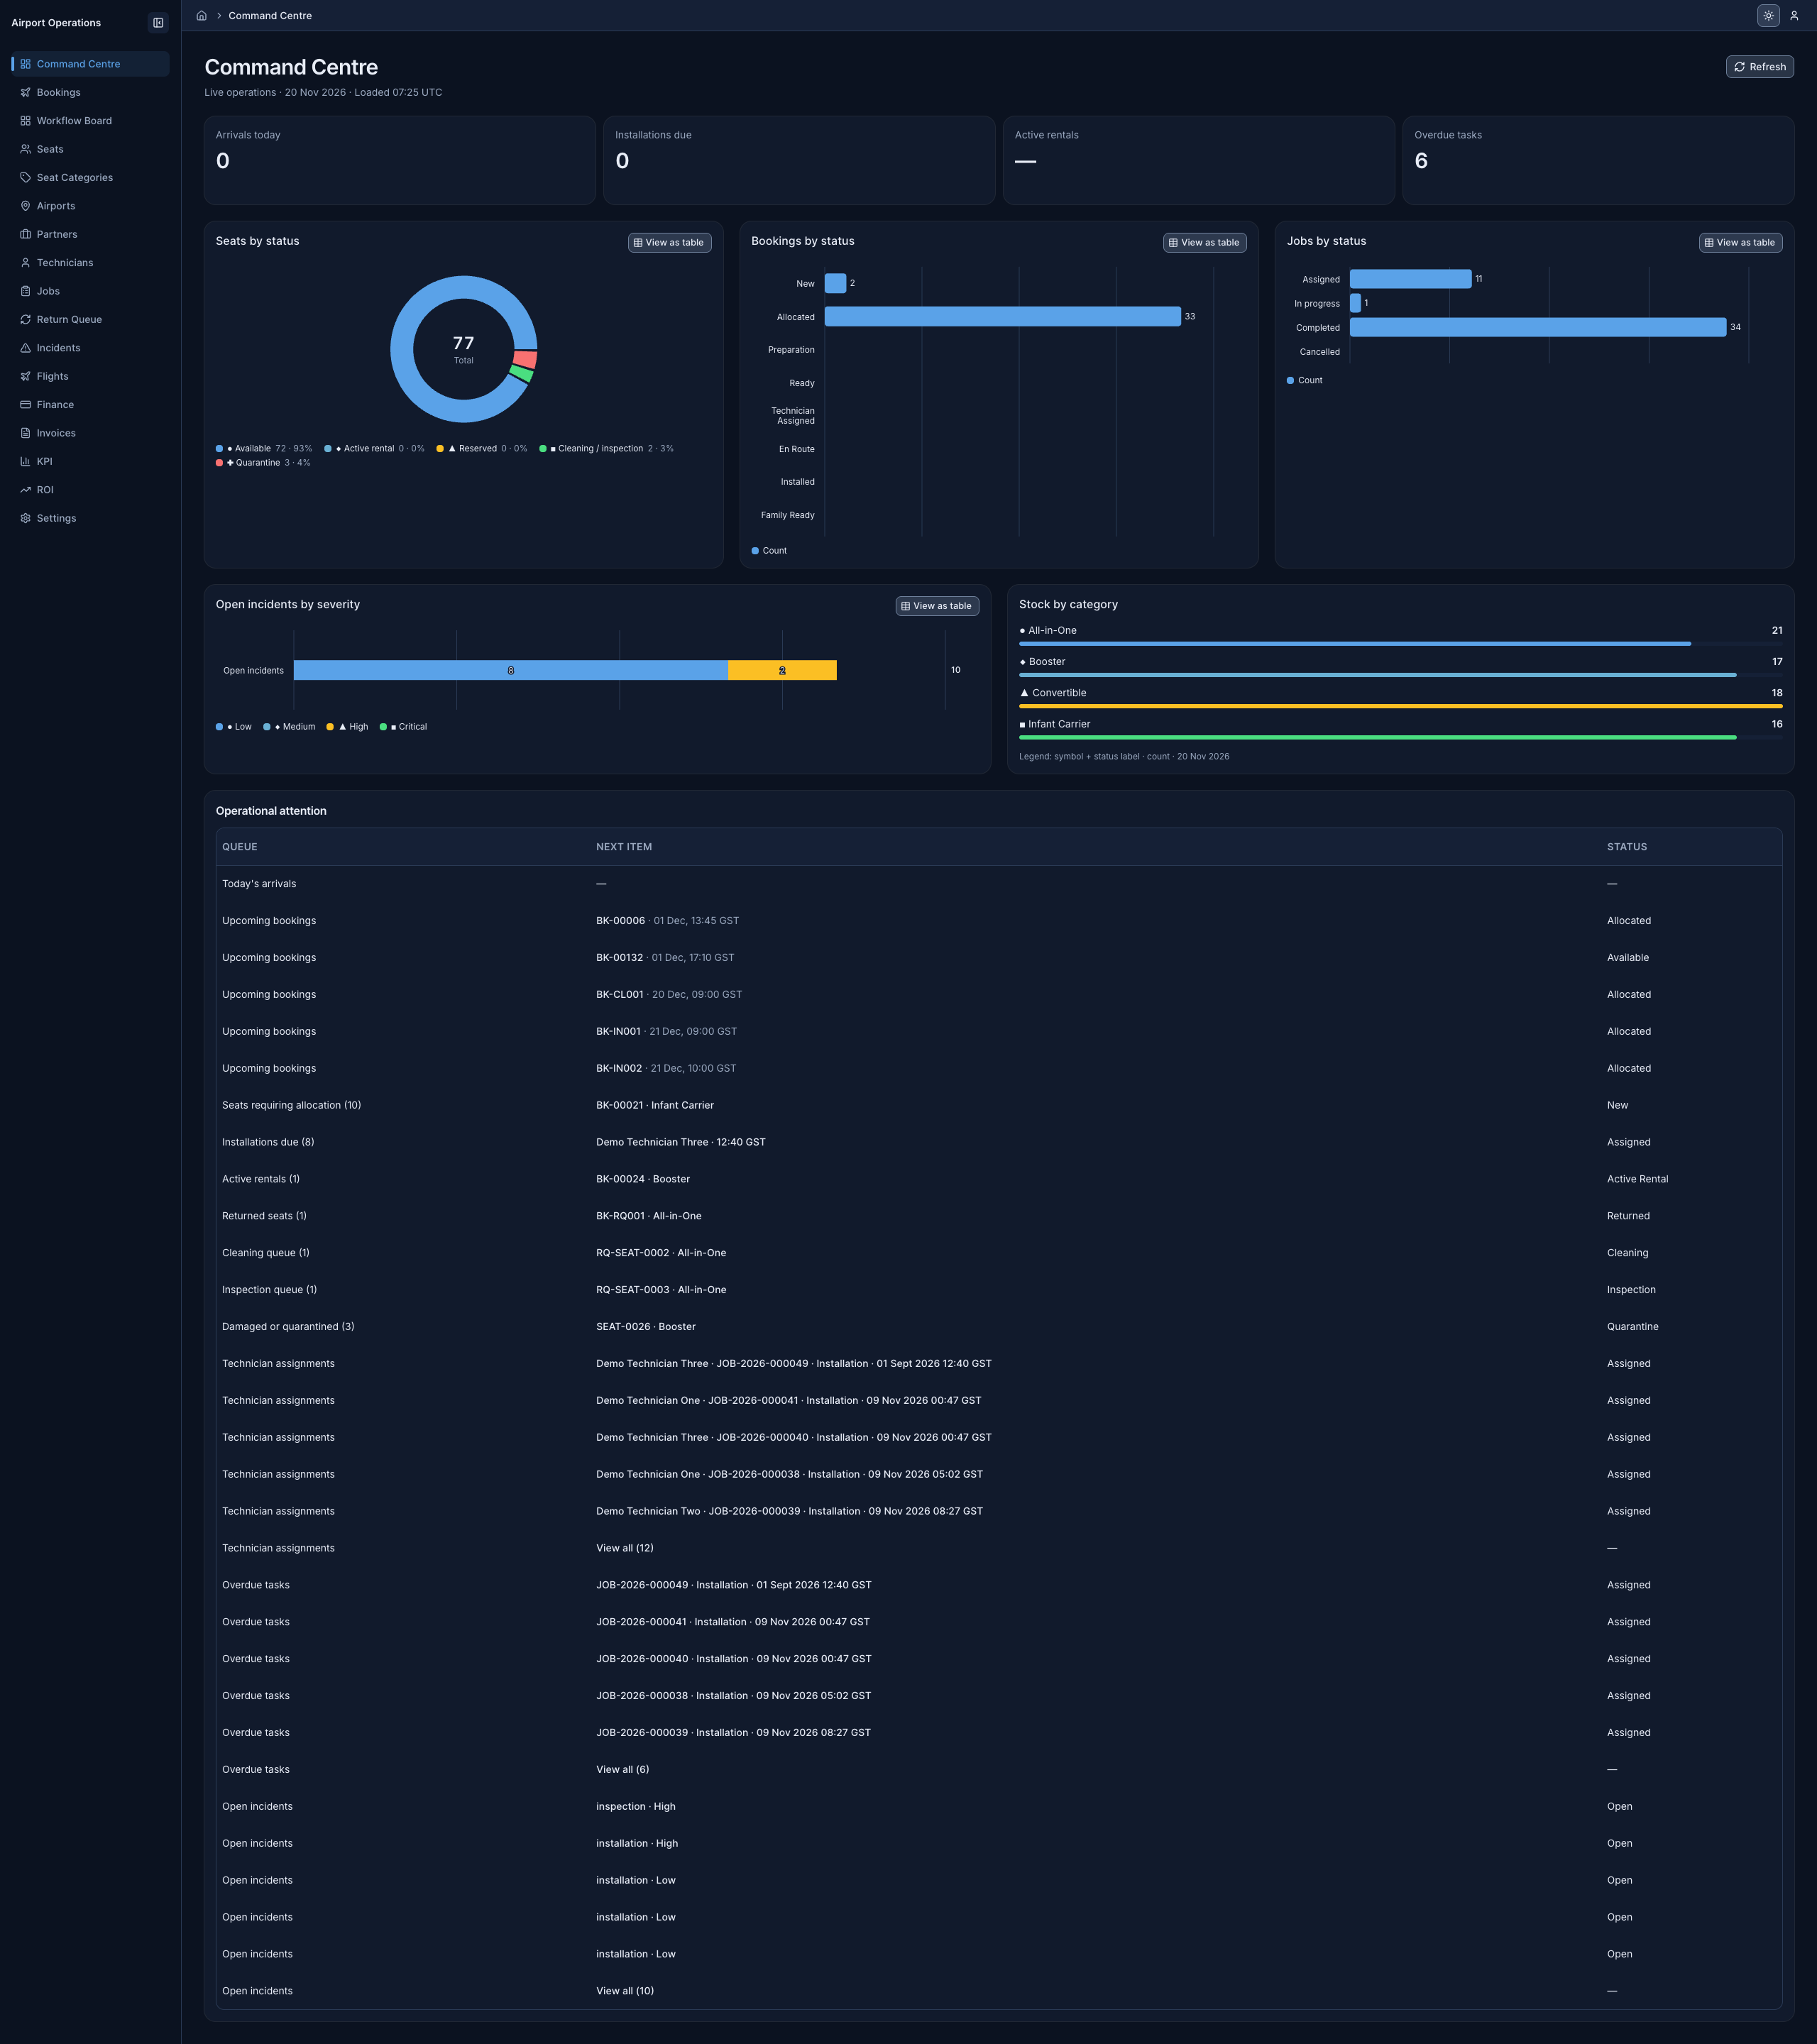 Airport Operations
Command Centre
Bookings
Workflow Board
Seats
Seat Categories
Airports
Partners
Technicians
Jobs
Return Queue
Incidents
Flights
Finance
Invoices
KPI
ROI
Settings
Command Centre
Command Centre
Live operations · 20 Nov 2026 · Loaded 07:25 UTC
Refresh
Arrivals today
0
Installations due
0
Active rentals
—
Overdue tasks
6
Seats by status
View as table
77
Total
● Available 72 · 93% ◆ Active rental 0 · 0% ▲ Reserved 0 · 0% ■ Cleaning / inspection 2 · 3%
✚ Quarantine 3 · 4%
Bookings by status
View as table
New 2
Allocated 33
Preparation
Ready
Technician
Assigned
En Route
Installed
Family Ready
Count
Jobs by status
View as table
Assigned 11
In progress 1
Completed 34
Cancelled
Count
Open incidents by severity
View as table
Open incidents 8 2 10
● Low ◆ Medium ▲ High ■ Critical
Stock by category
● All-in-One 21
◆ Booster 17
▲ Convertible 18
■ Infant Carrier 16
Legend: symbol + status label · count · 20 Nov 2026
Operational attention
QUEUE NEXT ITEM STATUS
Today's arrivals — —
Upcoming bookings BK-00006 · 01 Dec, 13:45 GST Allocated
Upcoming bookings BK-00132 · 01 Dec, 17:10 GST Available
Upcoming bookings BK-CL001 · 20 Dec, 09:00 GST Allocated
Upcoming bookings BK-IN001 · 21 Dec, 09:00 GST Allocated
Upcoming bookings BK-IN002 · 21 Dec, 10:00 GST Allocated
Seats requiring allocation (10) BK-00021 · Infant Carrier New
Installations due (8) Demo Technician Three · 12:40 GST Assigned
Active rentals (1) BK-00024 · Booster Active Rental
Returned seats (1) BK-RQ001 · All-in-One Returned
Cleaning queue (1) RQ-SEAT-0002 · All-in-One Cleaning
Inspection queue (1) RQ-SEAT-0003 · All-in-One Inspection
Damaged or quarantined (3) SEAT-0026 · Booster Quarantine
Technician assignments Demo Technician Three · JOB-2026-000049 · Installation · 01 Sept 2026 12:40 GST Assigned
Technician assignments Demo Technician One · JOB-2026-000041 · Installation · 09 Nov 2026 00:47 GST Assigned
Technician assignments Demo Technician Three · JOB-2026-000040 · Installation · 09 Nov 2026 00:47 GST Assigned
Technician assignments Demo Technician One · JOB-2026-000038 · Installation · 09 Nov 2026 05:02 GST Assigned
Technician assignments Demo Technician Two · JOB-2026-000039 · Installation · 09 Nov 2026 08:27 GST Assigned
Technician assignments View all (12) —
Overdue tasks JOB-2026-000049 · Installation · 01 Sept 2026 12:40 GST Assigned
Overdue tasks JOB-2026-000041 · Installation · 09 Nov 2026 00:47 GST Assigned
Overdue tasks JOB-2026-000040 · Installation · 09 Nov 2026 00:47 GST Assigned
Overdue tasks JOB-2026-000038 · Installation · 09 Nov 2026 05:02 GST Assigned
Overdue tasks JOB-2026-000039 · Installation · 09 Nov 2026 08:27 GST Assigned
Overdue tasks View all (6) —
Open incidents inspection · High Open
Open incidents installation · High Open
Open incidents installation · Low Open
Open incidents installation · Low Open
Open incidents installation · Low Open
Open incidents View all (10) —